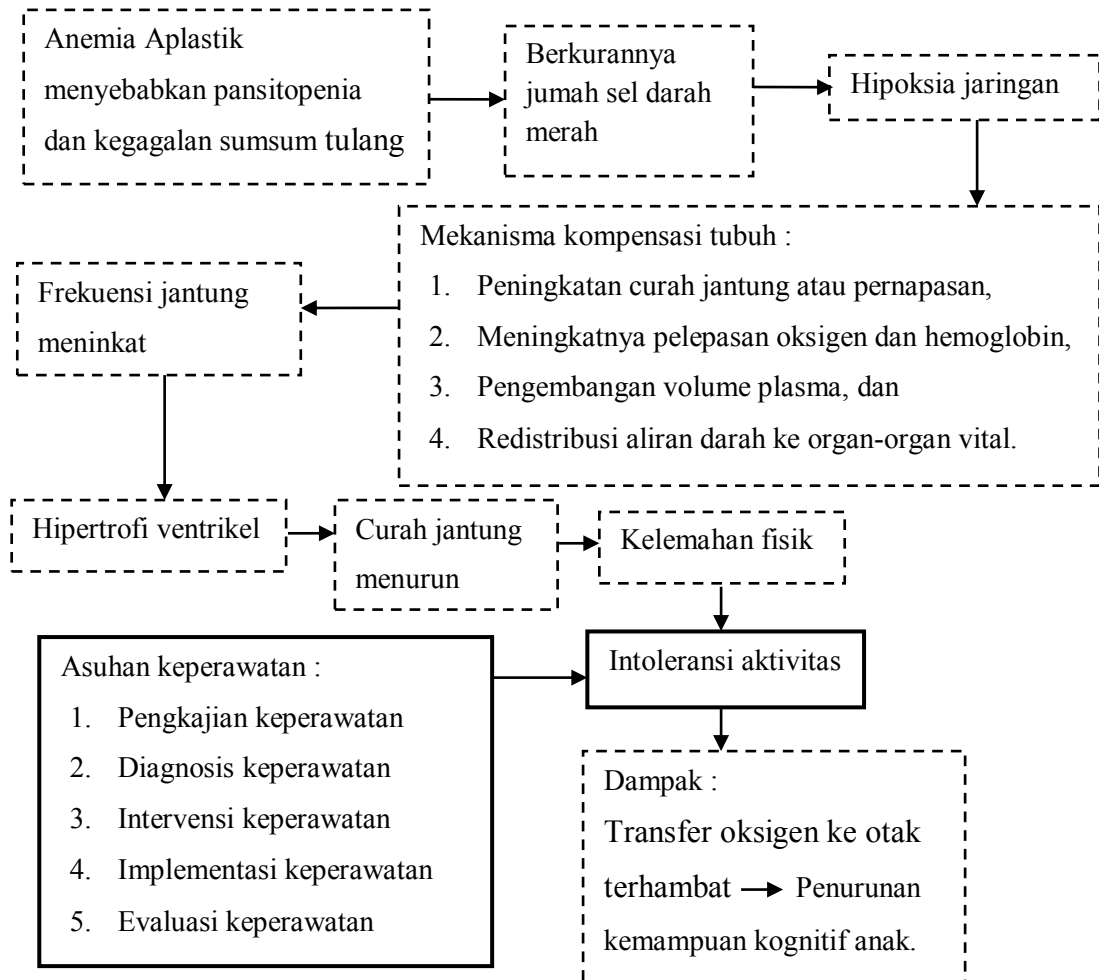 Anemia Aplastik
menyebabkan pansitopenia
dan kegagalan sumsum tulang
Berkurannya
jumah sel darah
merah
Hipoksia jaringan
Mekanisma kompensasi tubuh :
1. Peningkatan curah jantung atau pernapasan,
2. Meningkatnya pelepasan oksigen dan hemoglobin,
3. Pengembangan volume plasma, dan
4. Redistribusi aliran darah ke organ-organ vital.
Frekuensi jantung
meninkat
Hipertrofi ventrikel
Curah jantung
menurun
Kelemahan fisik
Intoleransi aktivitas
Asuhan keperawatan :
1. Pengkajian keperawatan
2. Diagnosis keperawatan
3. Intervensi keperawatan
4. Implementasi keperawatan
5. Evaluasi keperawatan
Dampak :
Transfer oksigen ke otak
terhambat → Penurunan
kemampuan kognitif anak.